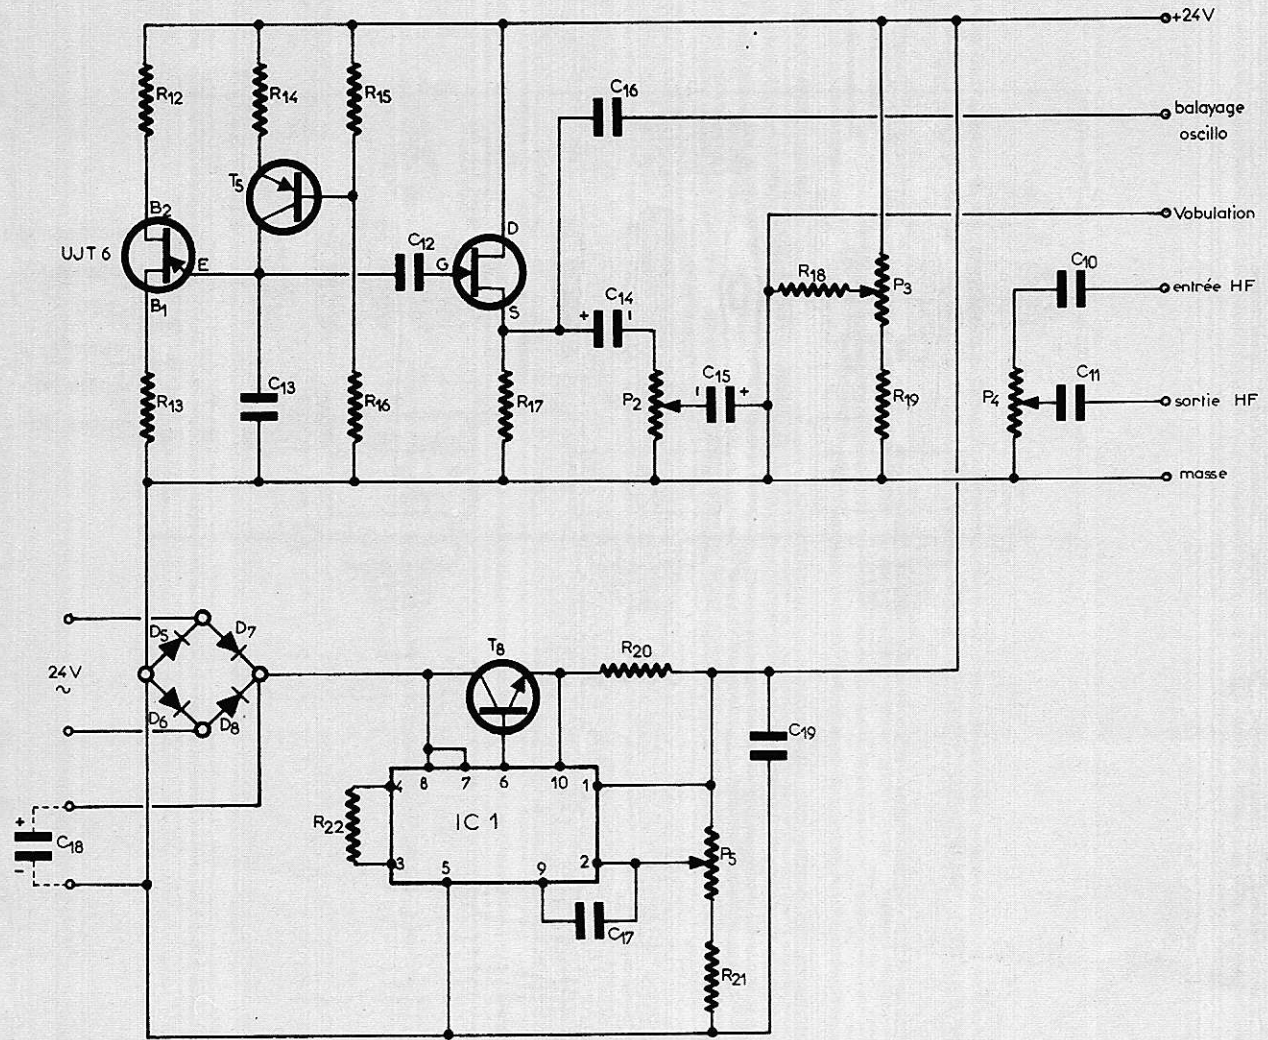 +24V
R12
R14
R15
C16
balayage
oscillo
T5
B2
UJT 6
E
B1
C12
G
D
S
Vobulation
R18
P3
C10
entrée HF
C14
+
-
C13
R13
R16
R17
P2
C15
-
+
R19
P4
C11
sortie HF
masse
D5
D7
24V
~
D6
D8
T8
R20
C19
+
C18
-
R22
4
8
7
6
10
1
IC 1
3
5
9
2
P5
C17
R21